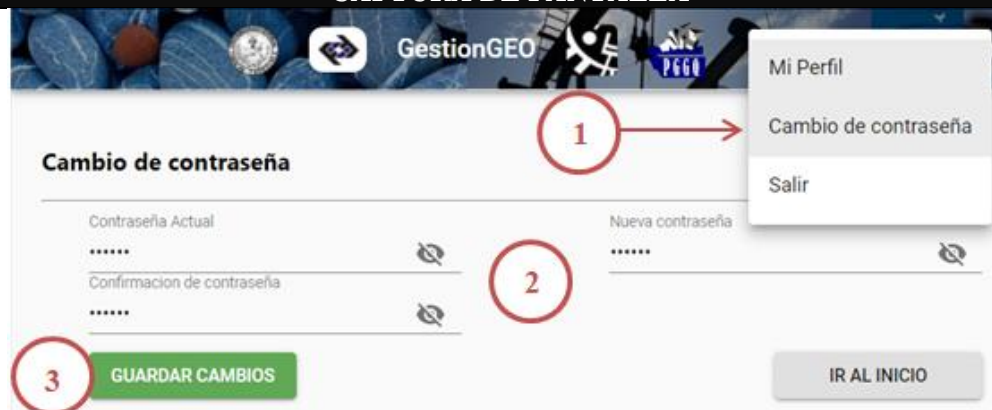 GestionGEO
PGGQ
Mi Perfil
Cambio de contraseña
Salir
1
Cambio de contraseña
Contraseña Actual
Nueva contraseña
2
Confirmacion de contraseña
3
GUARDAR CAMBIOS
IR AL INICIO